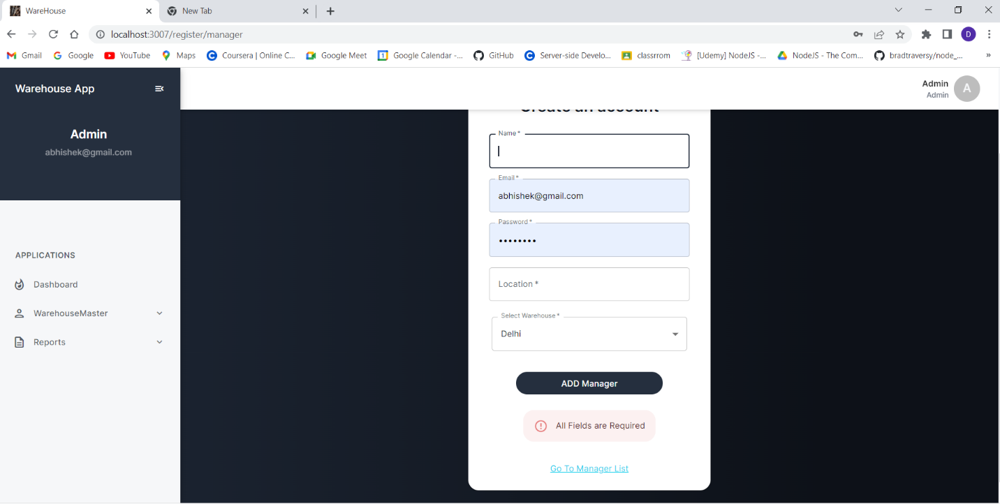 WareHouse
New Tab
localhost:3007/register/manager
D
Gmail
Google
YouTube
Maps
Coursera | Online C...
Google Meet
Google Calendar -...
GitHub
Server-side Develo...
classrrom
[Udemy] NodeJS -...
NodeJS - The Com...
bradtraversy/node_...
»
Warehouse App
Admin
Admin
A
Admin
abhishek@gmail.com
APPLICATIONS
Dashboard
WarehouseMaster
Reports
Create an account
Name *
Email *
abhishek@gmail.com
Password *
••••••••
Location *
Select Warehouse *
Delhi
ADD Manager
All Fields are Required
Go To Manager List